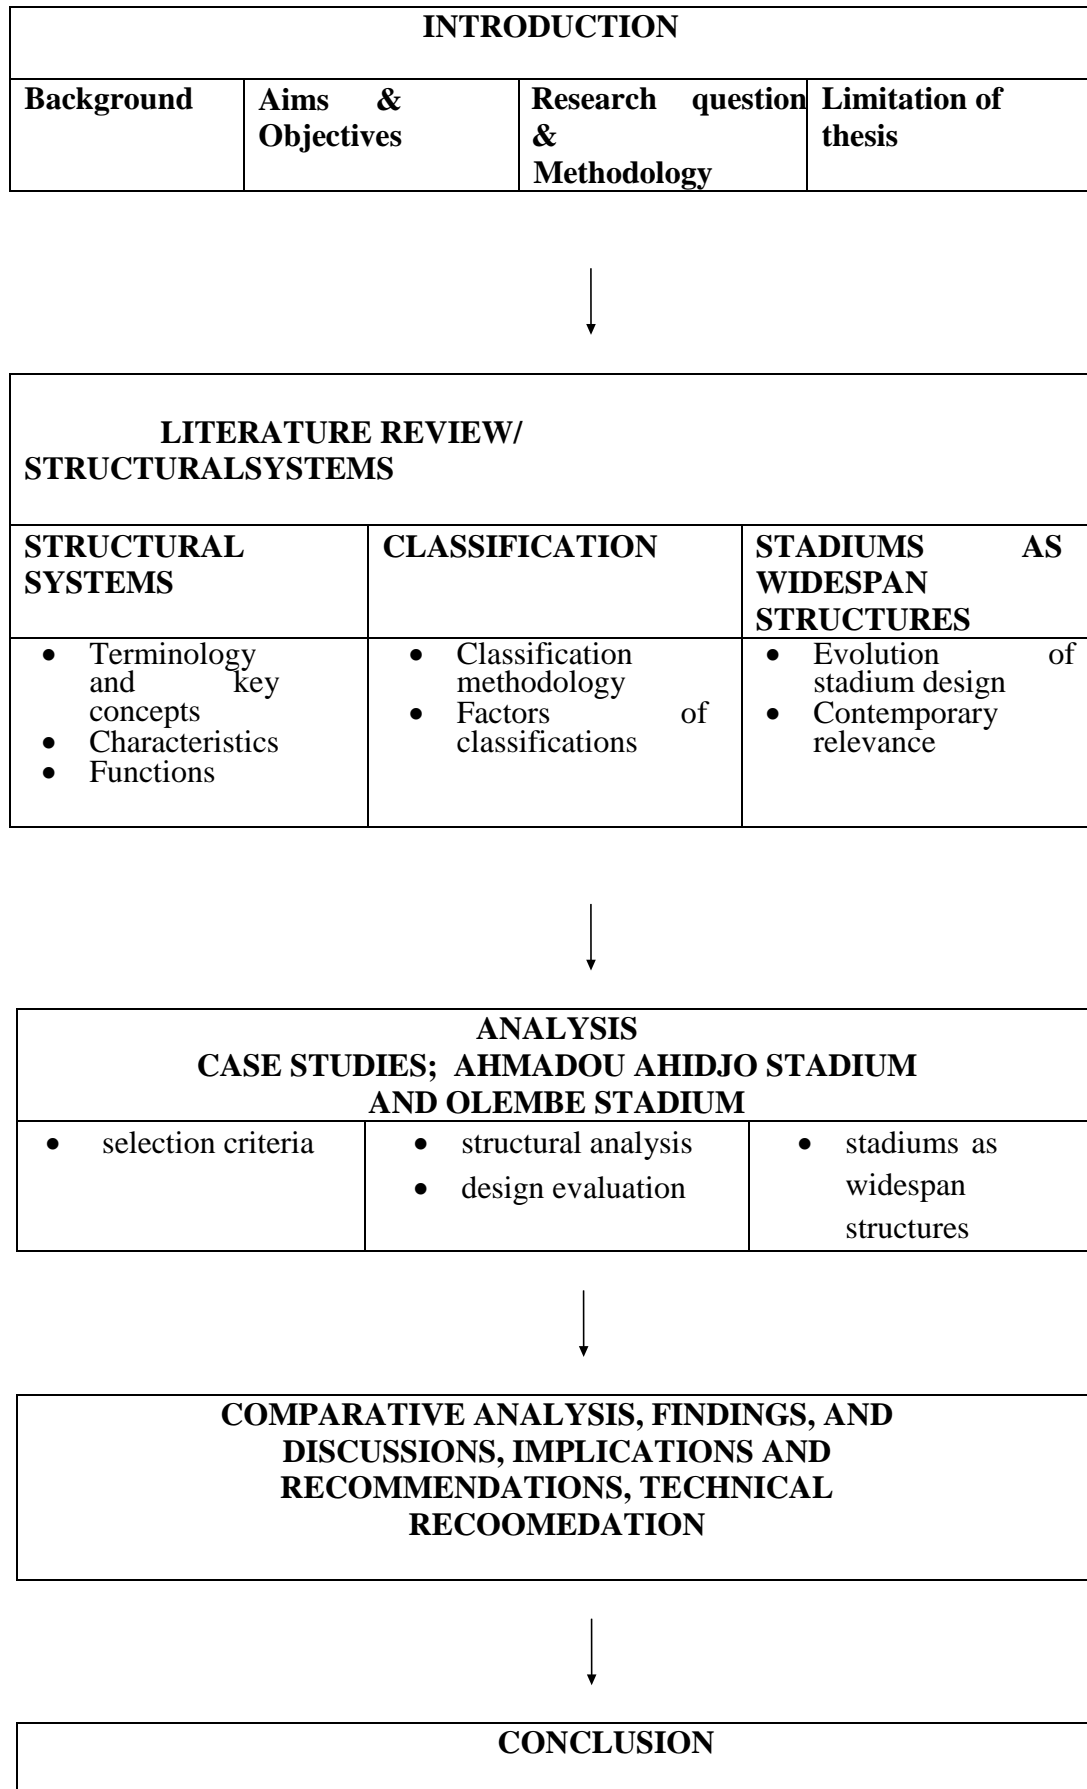 INTRODUCTION
Background
Aims & 
Objectives
Research question
&
Methodology
Limitation of
thesis
LITERATURE REVIEW/
STRUCTURALSYSTEMS
STRUCTURAL
SYSTEMS
CLASSIFICATION
STADIUMS AS
WIDESPAN
STRUCTURES
• Terminology
and key
concepts
• Characteristics
• Functions
• Classification
methodology
• Factors of
classifications
• Evolution of
stadium design
• Contemporary
relevance
ANALYSIS
CASE STUDIES; AHMADOU AHIDJO STADIUM
AND OLEMBE STADIUM
• selection criteria
• structural analysis
• design evaluation
• stadiums as
widespan
structures
COMPARATIVE ANALYSIS, FINDINGS, AND
DISCUSSIONS, IMPLICATIONS AND
RECOMMENDATIONS, TECHNICAL
RECOOMEDATION
CONCLUSION